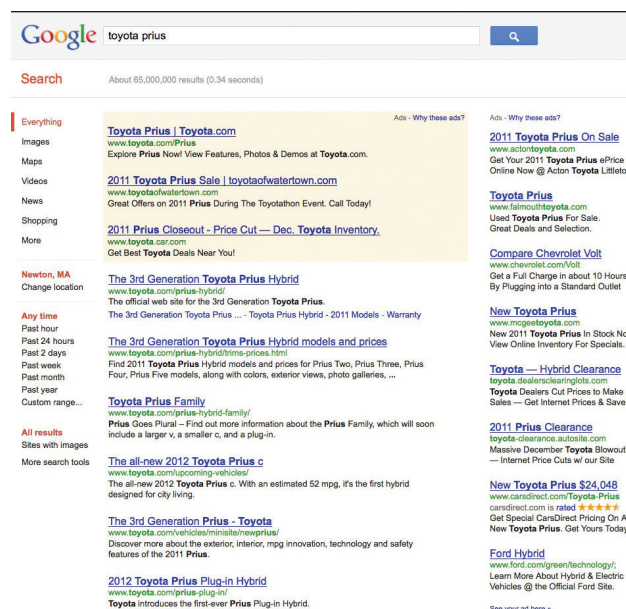 Google
toyota prius
Search
About 65,000,000 results (0.34 seconds)
Everything
Images
Maps
Videos
News
Shopping
More
Newton, MA
Change location
Any time
Past hour
Past 24 hours
Past 2 days
Past week
Past month
Past year
Custom range...
All results
Sites with images
More search tools
Ads - Why these ads?
Toyota Prius | Toyota.com
www.toyota.com/Prius
Explore Prius Now! View Features, Photos & Demos at Toyota.com.
2011 Toyota Prius Sale | toyotaofwatertown.com
www.toyotaofwatertown.com
Great Offers on 2011 Prius During The Toyotathon Event. Call Today!
2011 Prius Closeout - Price Cut — Dec. Toyota Inventory.
www.toyota.car.com
Get Best Toyota Deals Near You!
The 3rd Generation Toyota Prius Hybrid
www.toyota.com/prius-hybrid/
The official web site for the 3rd Generation Toyota Prius.
The 3rd Generation Toyota Prius ... - Toyota Prius Hybrid - 2011 Models - Warranty
The 3rd Generation Toyota Prius Hybrid models and prices
www.toyota.com/prius-hybrid/trims-prices.html
Find 2011 Toyota Prius Hybrid models and prices for Prius Two, Prius Three, Prius
Four, Prius Five models, along with colors, exterior views, photo galleries, ...
Toyota Prius Family
www.toyota.com/prius-hybrid-family/
Prius Goes Plural – Find out more information about the Prius Family, which will soon
include a larger v, a smaller c, and a plug-in.
The all-new 2012 Toyota Prius c
www.toyota.com/upcoming-vehicles/
The all-new 2012 Toyota Prius c. With an estimated 52 mpg, it's the first hybrid
designed for city living.
The 3rd Generation Prius - Toyota
www.toyota.com/vehicles/minisite/newprius/
Discover more about the exterior, interior, mpg innovation, technology and safety
features of the 2011 Prius.
2012 Toyota Prius Plug-in Hybrid
www.toyota.com/prius-plug-in/
Toyota introduces the first-ever Prius Plug-in Hybrid.
Ads - Why these ads?
2011 Toyota Prius On Sale
www.actontoyota.com
Get Your 2011 Toyota Prius ePrice
Online Now @ Acton Toyota Littleto
Toyota Prius
www.falmouthtoyota.com
Used Toyota Prius For Sale.
Great Deals and Selection.
Compare Chevrolet Volt
www.chevrolet.com/Volt
Get a Full Charge in about 10 Hours
By Plugging into a Standard Outlet
New Toyota Prius
www.mcgeetoyota.com
New 2011 Toyota Prius In Stock No
View Online Inventory For Specials.
Toyota — Hybrid Clearance
toyota.dealersclearinglots.com
Toyota Dealers Cut Prices to Make
Sales — Get Internet Prices & Save
2011 Prius Clearance
toyota-clearance.autosite.com
Massive December Toyota Blowout
— Internet Price Cuts w/ our Site
New Toyota Prius $24,048
www.carsdirect.com/Toyota-Prius
carsdirect.com is rated
Get Special CarsDirect Pricing On A
New Toyota Prius. Get Yours Today
Ford Hybrid
www.ford.com/green/technology/;
Learn More About Hybrid & Electric
Vehicles @ the Official Ford Site.
See your ad here »